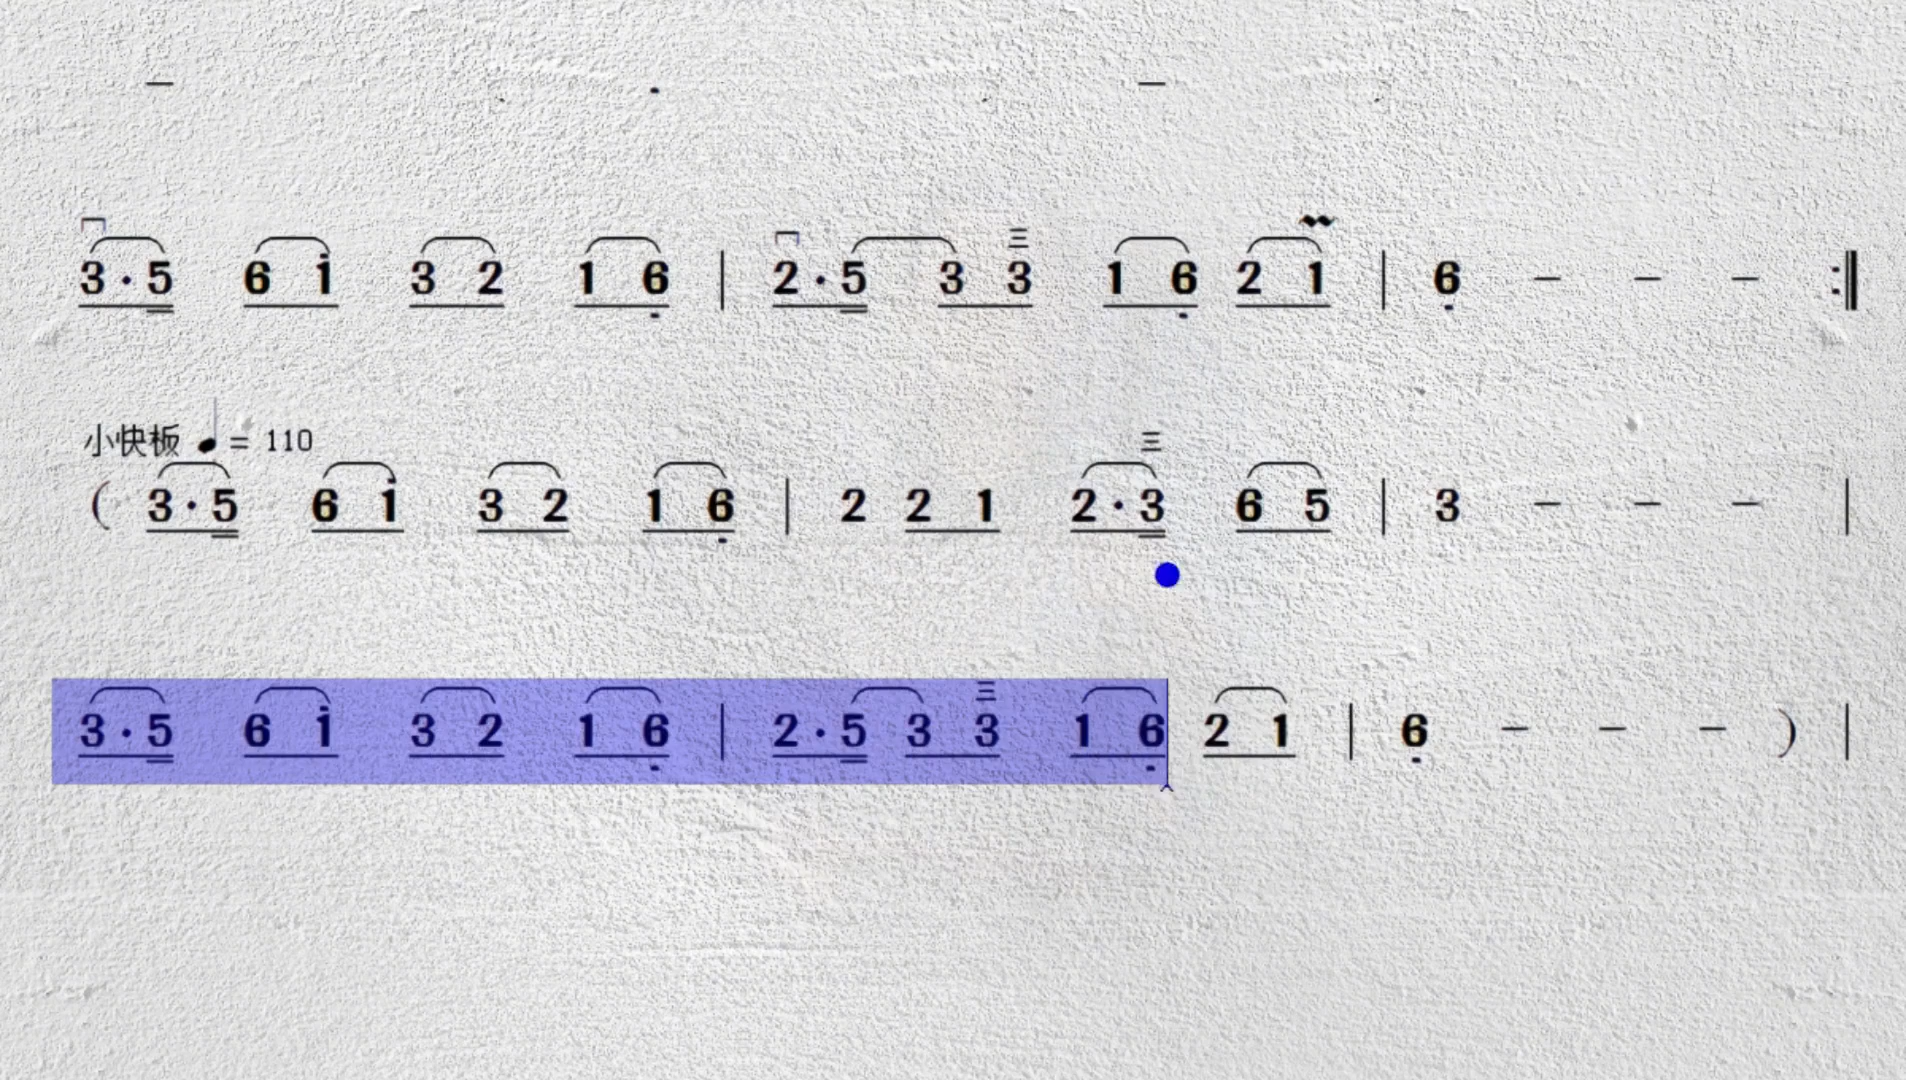 3·5 6 i 3 2 1 6 | 2·5 3 3 1 6 2 1 | 6 - - - :||
小快板 ♩ = 110
( 3·5 6 i 3 2 1 6 | 2 2 1 2·3 6 5 | 3 - - - |
3·5 6 i 3 2 1 6 | 2·5 3 3 1 6 2 1 | 6 - - - ) |